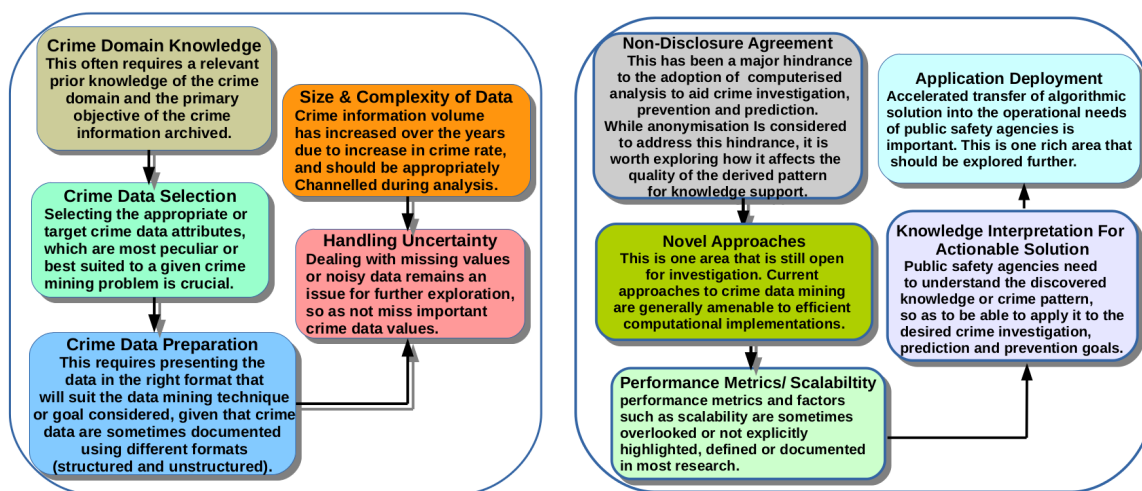 Crime Domain Knowledge
This often requires a relevant
prior knowledge of the crime
domain and the primary
objective of the crime
information archived.
Crime Data Selection
Selecting the appropriate or
target crime data attributes,
which are most peculiar or
best suited to a given crime
mining problem is crucial.
Crime Data Preparation
This requires presenting the
data in the right format that
will suit the data mining technique
or goal considered, given that crime
data are sometimes documented
using different formats
(structured and unstructured).
Size & Complexity of Data
Crime information volume
has increased over the years
due to increase in crime rate,
and should be appropriately
Channelled during analysis.
Handling Uncertainty
Dealing with missing values
or noisy data remains an
issue for further exploration,
so as not miss important
crime data values.
Non-Disclosure Agreement
This has been a major hindrance
to the adoption of computerised
analysis to aid crime investigation,
prevention and prediction.
While anonymisation Is considered
to address this hindrance, it is
worth exploring how it affects the
quality of the derived pattern
for knowledge support.
Novel Approaches
This is one area that is still open
for investigation. Current
approaches to crime data mining
are generally amenable to efficient
computational implementations.
Performance Metrics/ Scalabiltity
performance metrics and factors
such as scalability are sometimes
overlooked or not explicitly
highlighted, defined or documented
in most research.
Knowledge Interpretation For
Actionable Solution
Public safety agencies need
to understand the discovered
knowledge or crime pattern,
so as to be able to apply it to the
desired crime investigation,
prediction and prevention goals.
Application Deployment
Accelerated transfer of algorithmic
solution into the operational needs
of public safety agencies is
important. This is one rich area that
should be explored further.